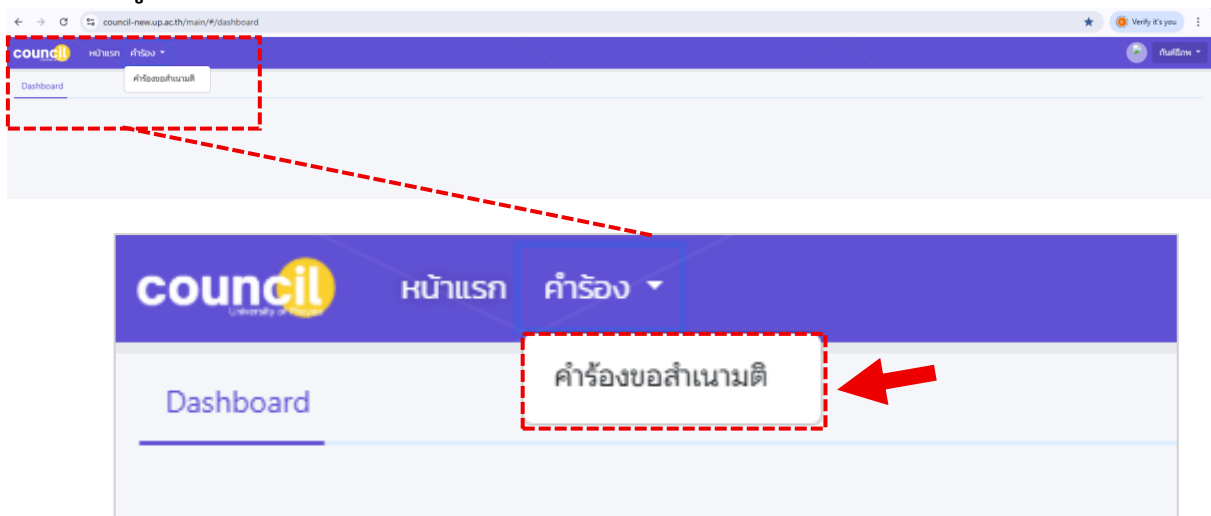 council-new.up.ac.th/main/#/dashboard
Verify it's you
council
หน้าแรก
คำร้อง
คำร้องขอสำเนามติ
Dashboard
council
University of Phayao
หน้าแรก
คำร้อง
คำร้องขอสำเนามติ
Dashboard